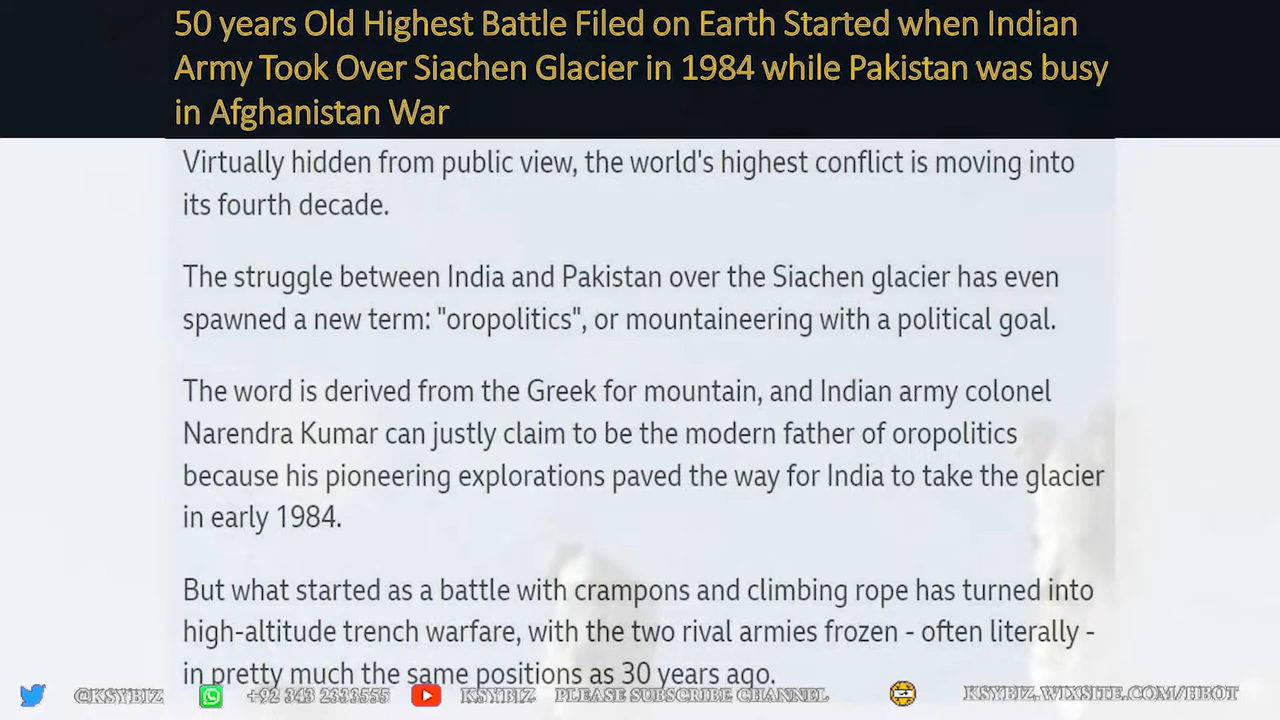 50 years Old Highest Battle Filed on Earth Started when Indian
Army Took Over Siachen Glacier in 1984 while Pakistan was busy
in Afghanistan War
Virtually hidden from public view, the world's highest conflict is moving into
its fourth decade.
The struggle between India and Pakistan over the Siachen glacier has even
spawned a new term: "oropolitics", or mountaineering with a political goal.
The word is derived from the Greek for mountain, and Indian army colonel
Narendra Kumar can justly claim to be the modern father of oropolitics
because his pioneering explorations paved the way for India to take the glacier
in early 1984.
But what started as a battle with crampons and climbing rope has turned into
high-altitude trench warfare, with the two rival armies frozen - often literally -
in pretty much the same positions as 30 years ago.
@KSYBIZ +92 343 2333555 KSYBIZ PLEASE SUBSCRIBE CHANNEL KSYBIZ.WIXSITE.COM/HBOT